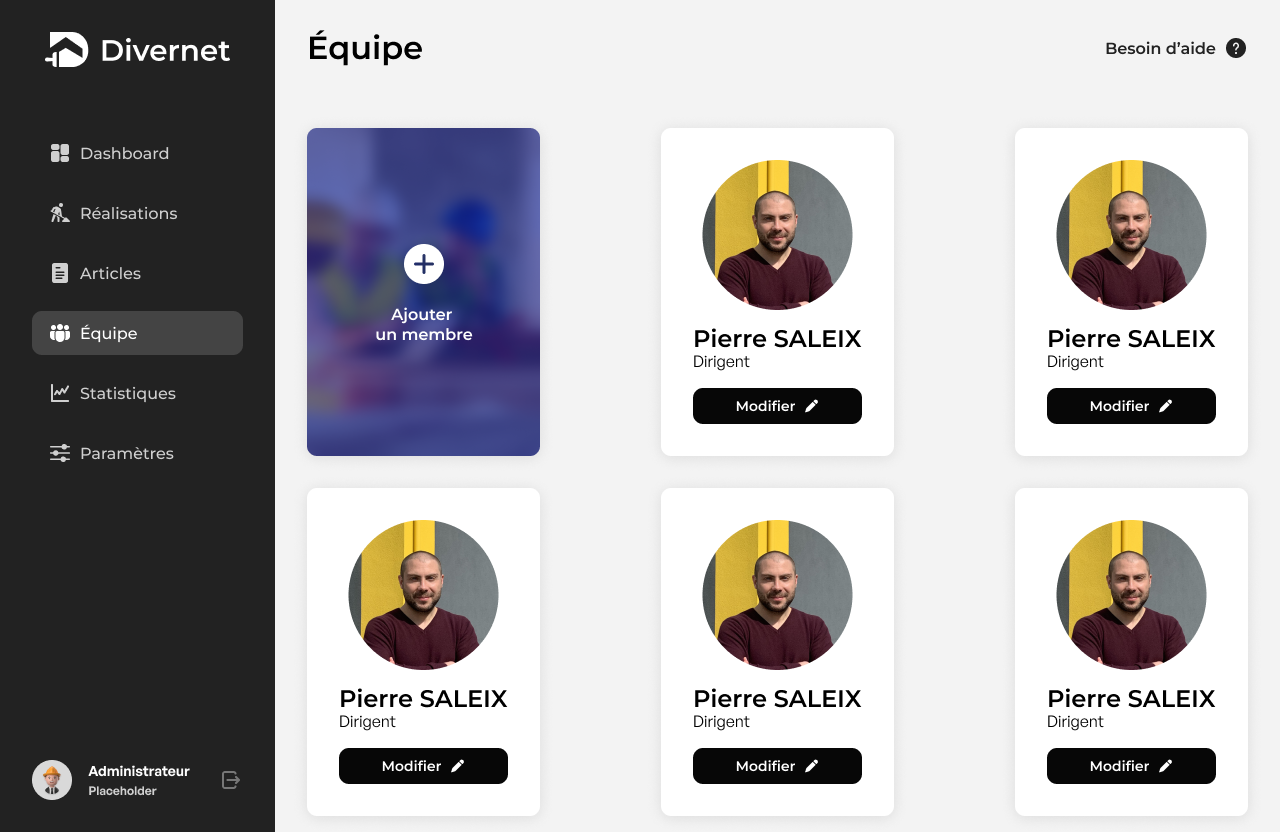 Divernet
Équipe
Besoin d’aide
Dashboard
Réalisations
Articles
Équipe
Statistiques
Paramètres
Administrateur
Placeholder
Ajouter
un membre
Pierre SALEIX
Dirigent
Modifier
Pierre SALEIX
Dirigent
Modifier
Pierre SALEIX
Dirigent
Modifier
Pierre SALEIX
Dirigent
Modifier
Pierre SALEIX
Dirigent
Modifier